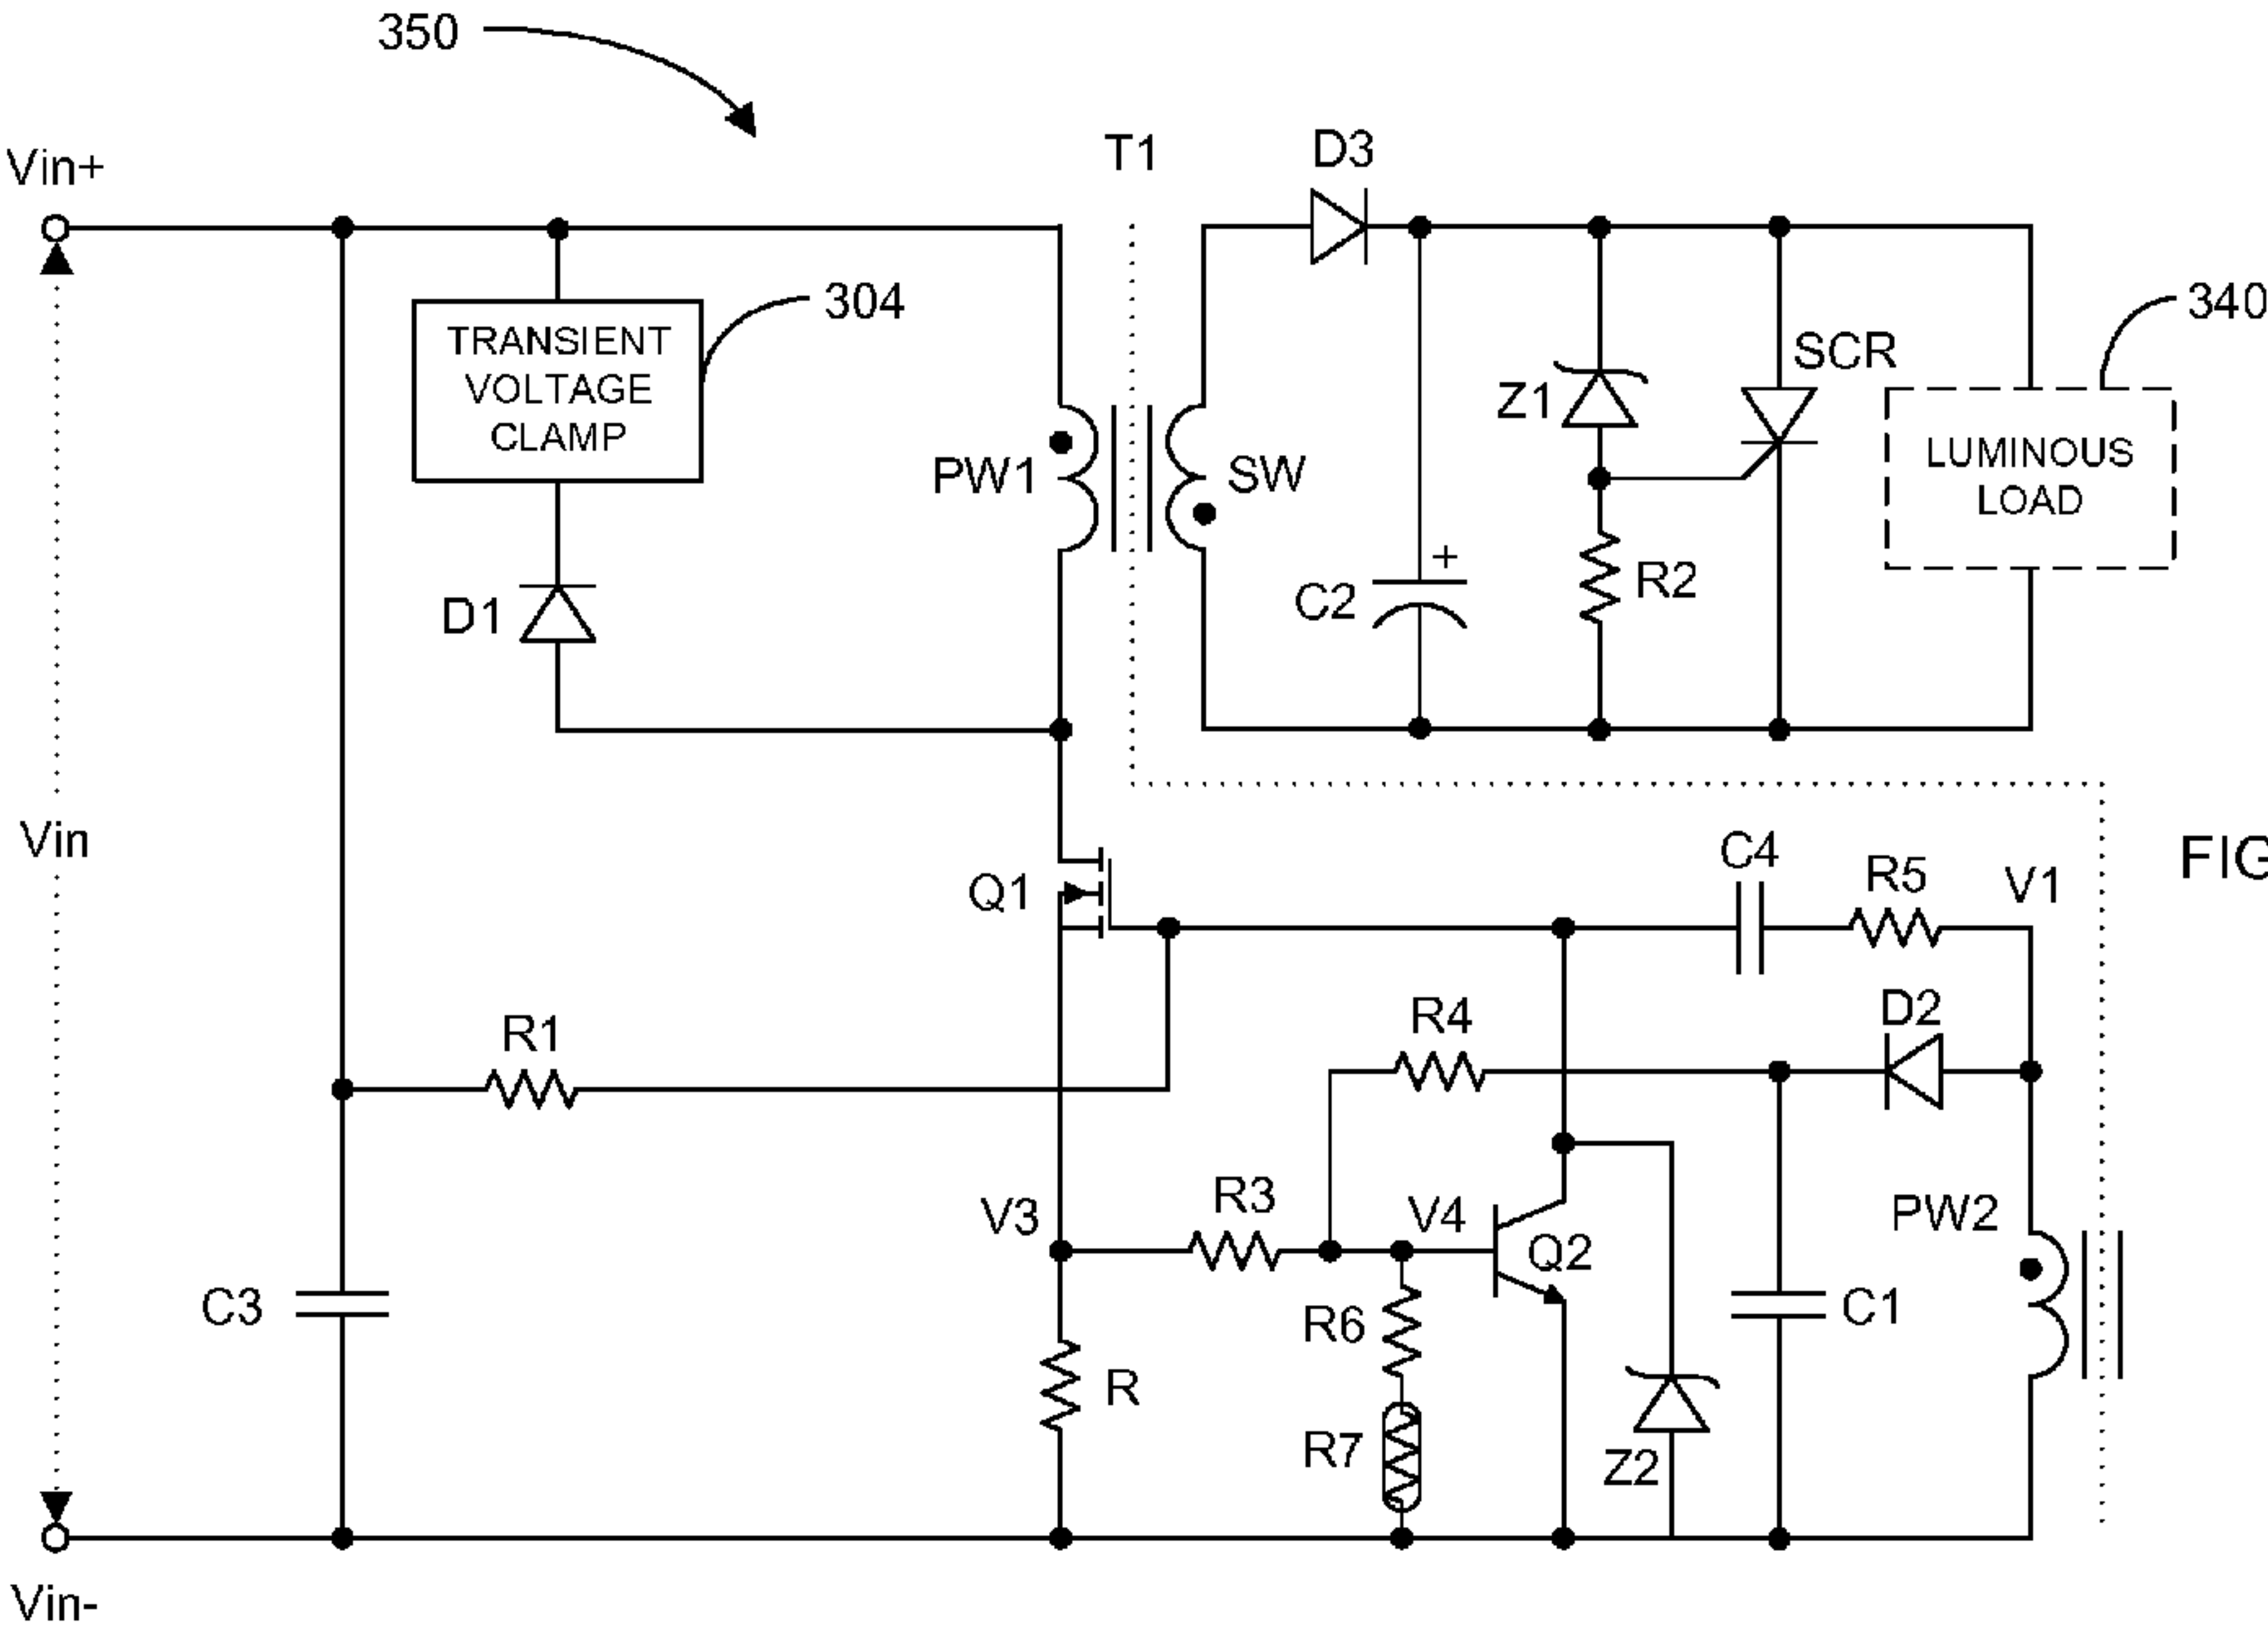 350
Vin+
T1
D3
TRANSIENT
VOLTAGE
CLAMP
304
340
SCR
Z1
PW1
SW
LUMINOUS
LOAD
D1
C2
+
R2
Vin
Q1
C4
R5
V1
FIG
R1
R4
D2
V3
R3
V4
Q2
PW2
C3
R6
C1
R
R7
Z2
Vin-